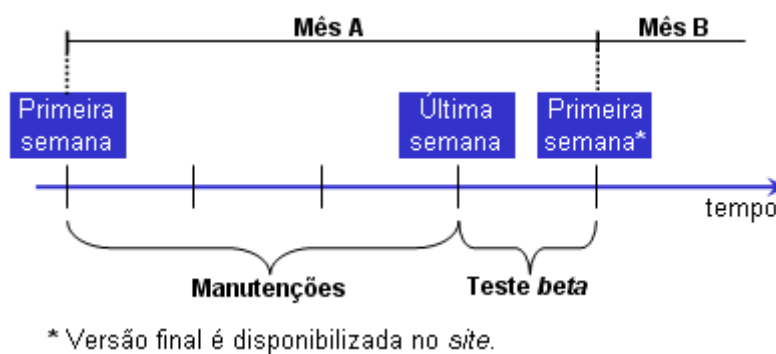 Mês A
Mês B
Primeira
semana
Última
semana
Primeira
semana*
tempo
Manutenções
Teste beta
* Versão final é disponibilizada no site.